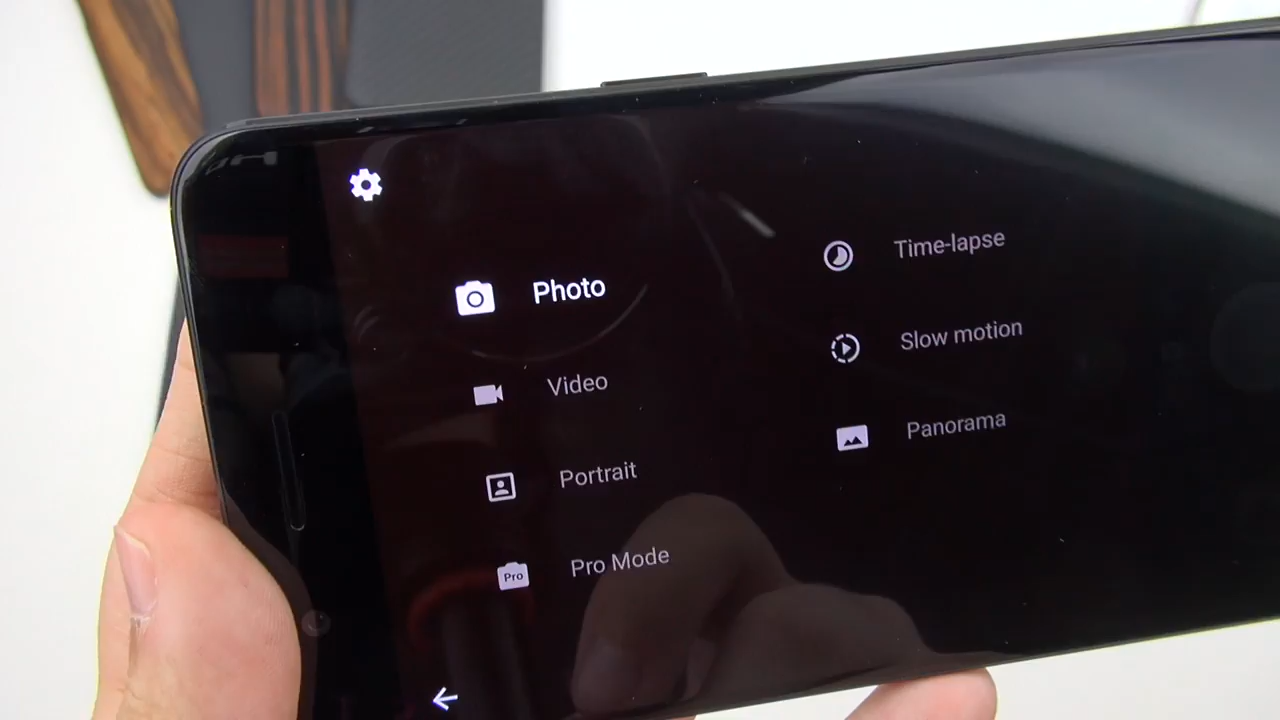 Photo
Video
Portrait
Pro
Pro Mode
Time-lapse
Slow motion
Panorama